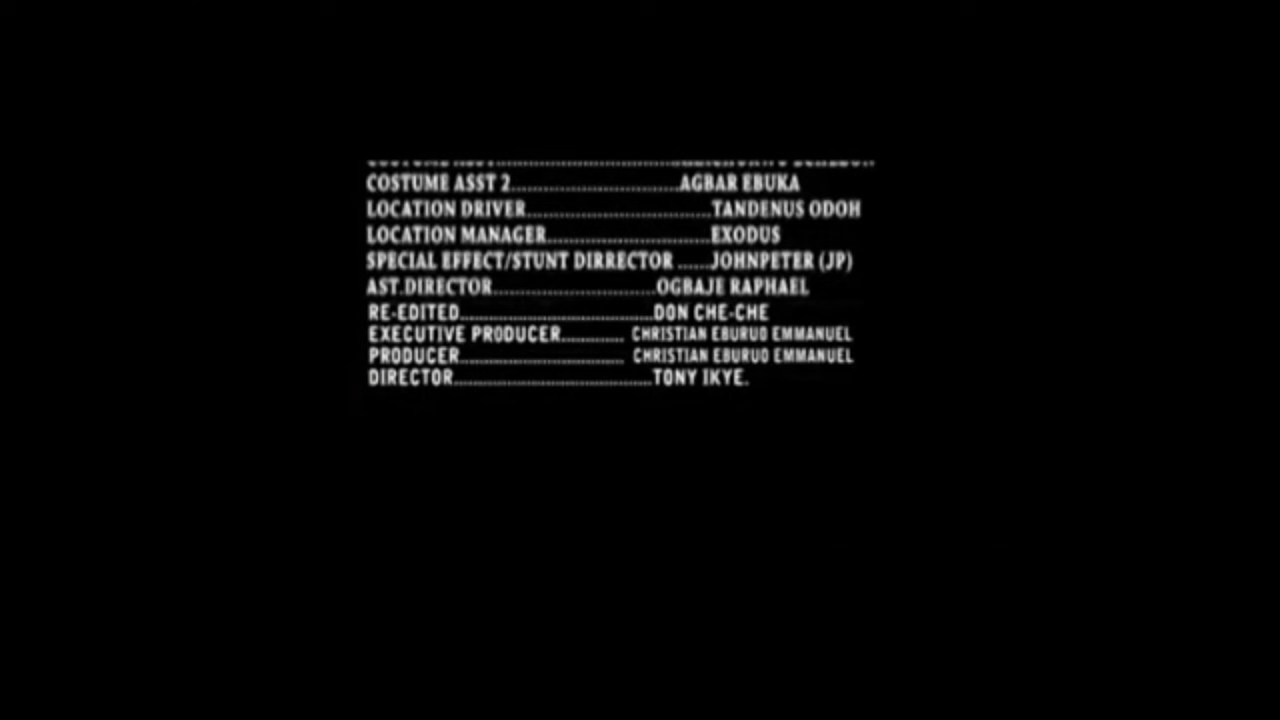 COSTUME ASST 2..............................AGBAR EBUKA
LOCATION DRIVER.................................TANDENUS ODOH
LOCATION MANAGER.............................EXODUS
SPECIAL EFFECT/STUNT DIRRECTOR ......JOHNPETER (JP)
AST.DIRECTOR.............................OGBAJE RAPHAEL
RE-EDITED...................................DON CHE-CHE
EXECUTIVE PRODUCER............ CHRISTIAN EBURUO EMMANUEL
PRODUCER.............................. CHRISTIAN EBURUO EMMANUEL
DIRECTOR....................................TONY IKYE.